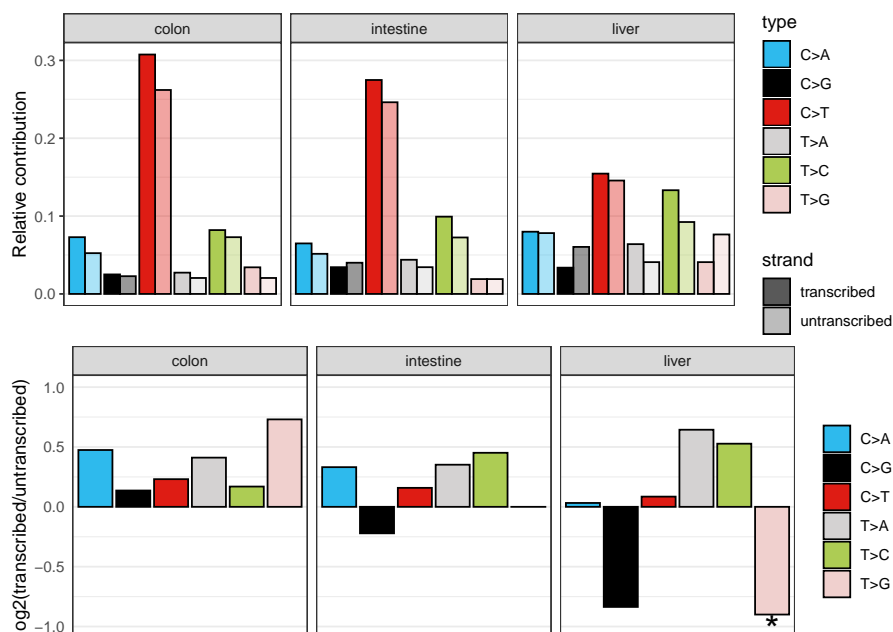 colon intestine liver
Relative contribution
0.3
0.2
0.1
0.0
type
C>A
C>G
C>T
T>A
T>C
T>G
strand
transcribed
untranscribed
colon intestine liver
og2(transcribed/untranscribed)
1.0
0.5
0.0
−0.5
−1.0
*
C>A
C>G
C>T
T>A
T>C
T>G